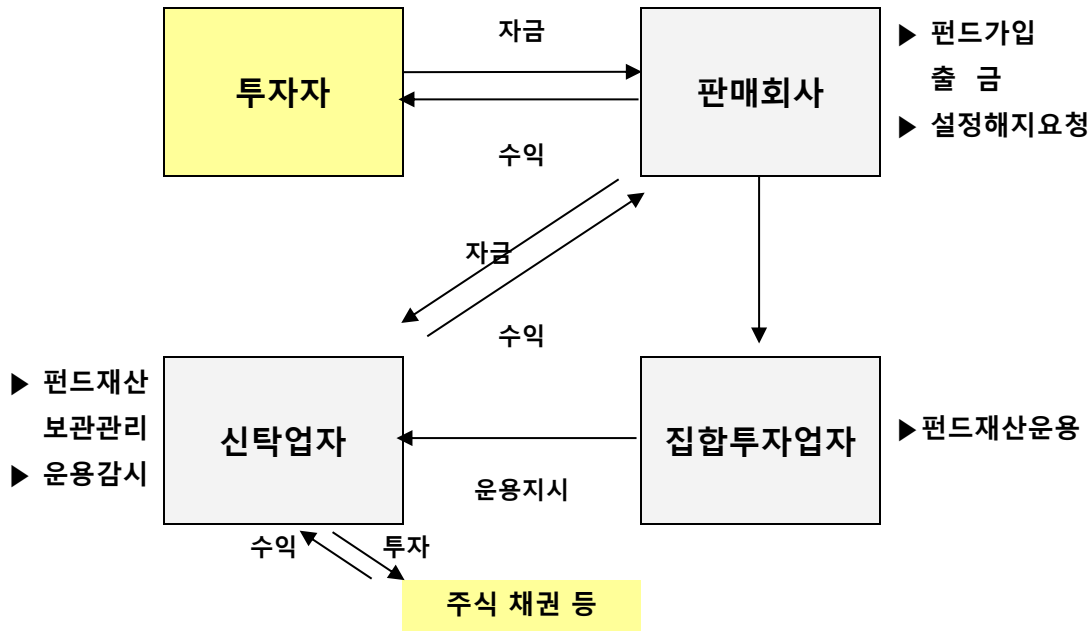 자금
투자자
판매회사
▶ 펀드가입
출 금
▶ 설정해지요청
수익
자금
수익
▶ 펀드재산
보관관리
▶ 운용감시
신탁업자
집합투자업자
▶펀드재산운용
운용지시
수익
투자
주식 채권 등